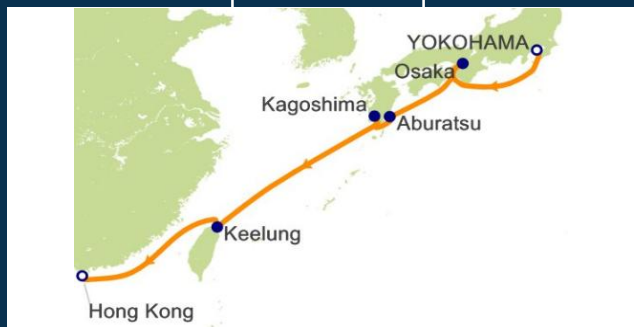 YOKOHAMA
Osaka
Kagoshima
Aburatsu
Keelung
Hong Kong